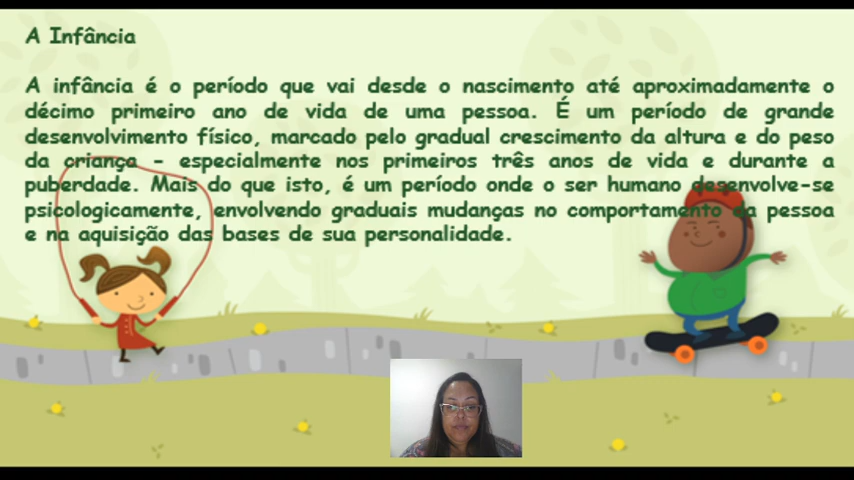 A Infância
A infância é o período que vai desde o nascimento até aproximadamente o
décimo primeiro ano de vida de uma pessoa. É um período de grande
desenvolvimento físico, marcado pelo gradual crescimento da altura e do peso
da criança - especialmente nos primeiros três anos de vida e durante a
puberdade. Mais do que isto, é um período onde o ser humano desenvolve-se
psicologicamente, envolvendo graduais mudanças no comportamento da pessoa
e na aquisição das bases de sua personalidade.